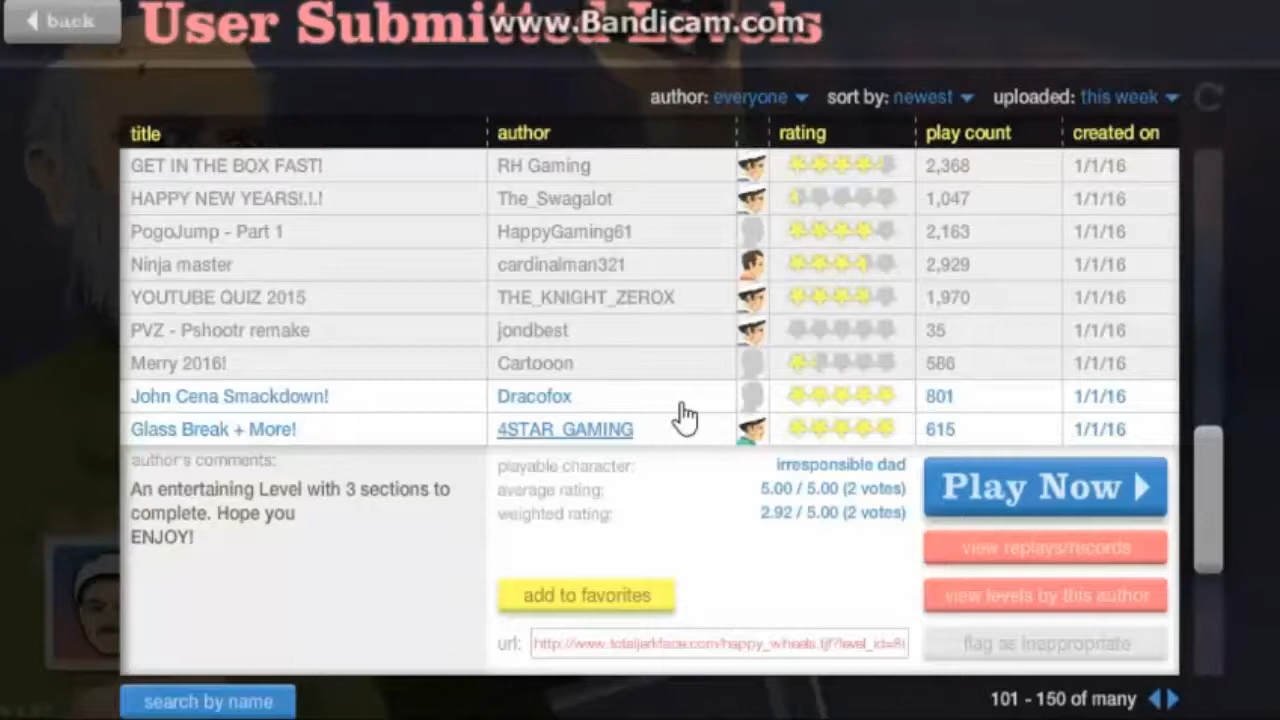 back
User Submitted Levels
www.Bandicam.com
author: everyone sort by: newest uploaded: this week
title author rating play count created on
GET IN THE BOX FAST! RH Gaming 2,368 1/1/16
HAPPY NEW YEARS!.!.! The_Swagalot 1,047 1/1/16
PogoJump - Part 1 HappyGaming61 2,163 1/1/16
Ninja master cardinalman321 2,929 1/1/16
YOUTUBE QUIZ 2015 THE_KNIGHT_ZEROX 1,970 1/1/16
PVZ - Pshootr remake jondbest 35 1/1/16
Merry 2016! Cartooon 586 1/1/16
John Cena Smackdown! Dracofox 801 1/1/16
Glass Break + More! 4STAR_GAMING 615 1/1/16
author's comments:
An entertaining Level with 3 sections to
complete. Hope you
ENJOY!
playable character: irresponsible dad
average rating: 5.00 / 5.00 (2 votes)
weighted rating: 2.92 / 5.00 (2 votes)
Play Now
view replays/records
add to favorites
view levels by this author
url: http://www.totaljerkface.com/happy_wheels.tjf?level_id=
flag as inappropriate
search by name
101 - 150 of many